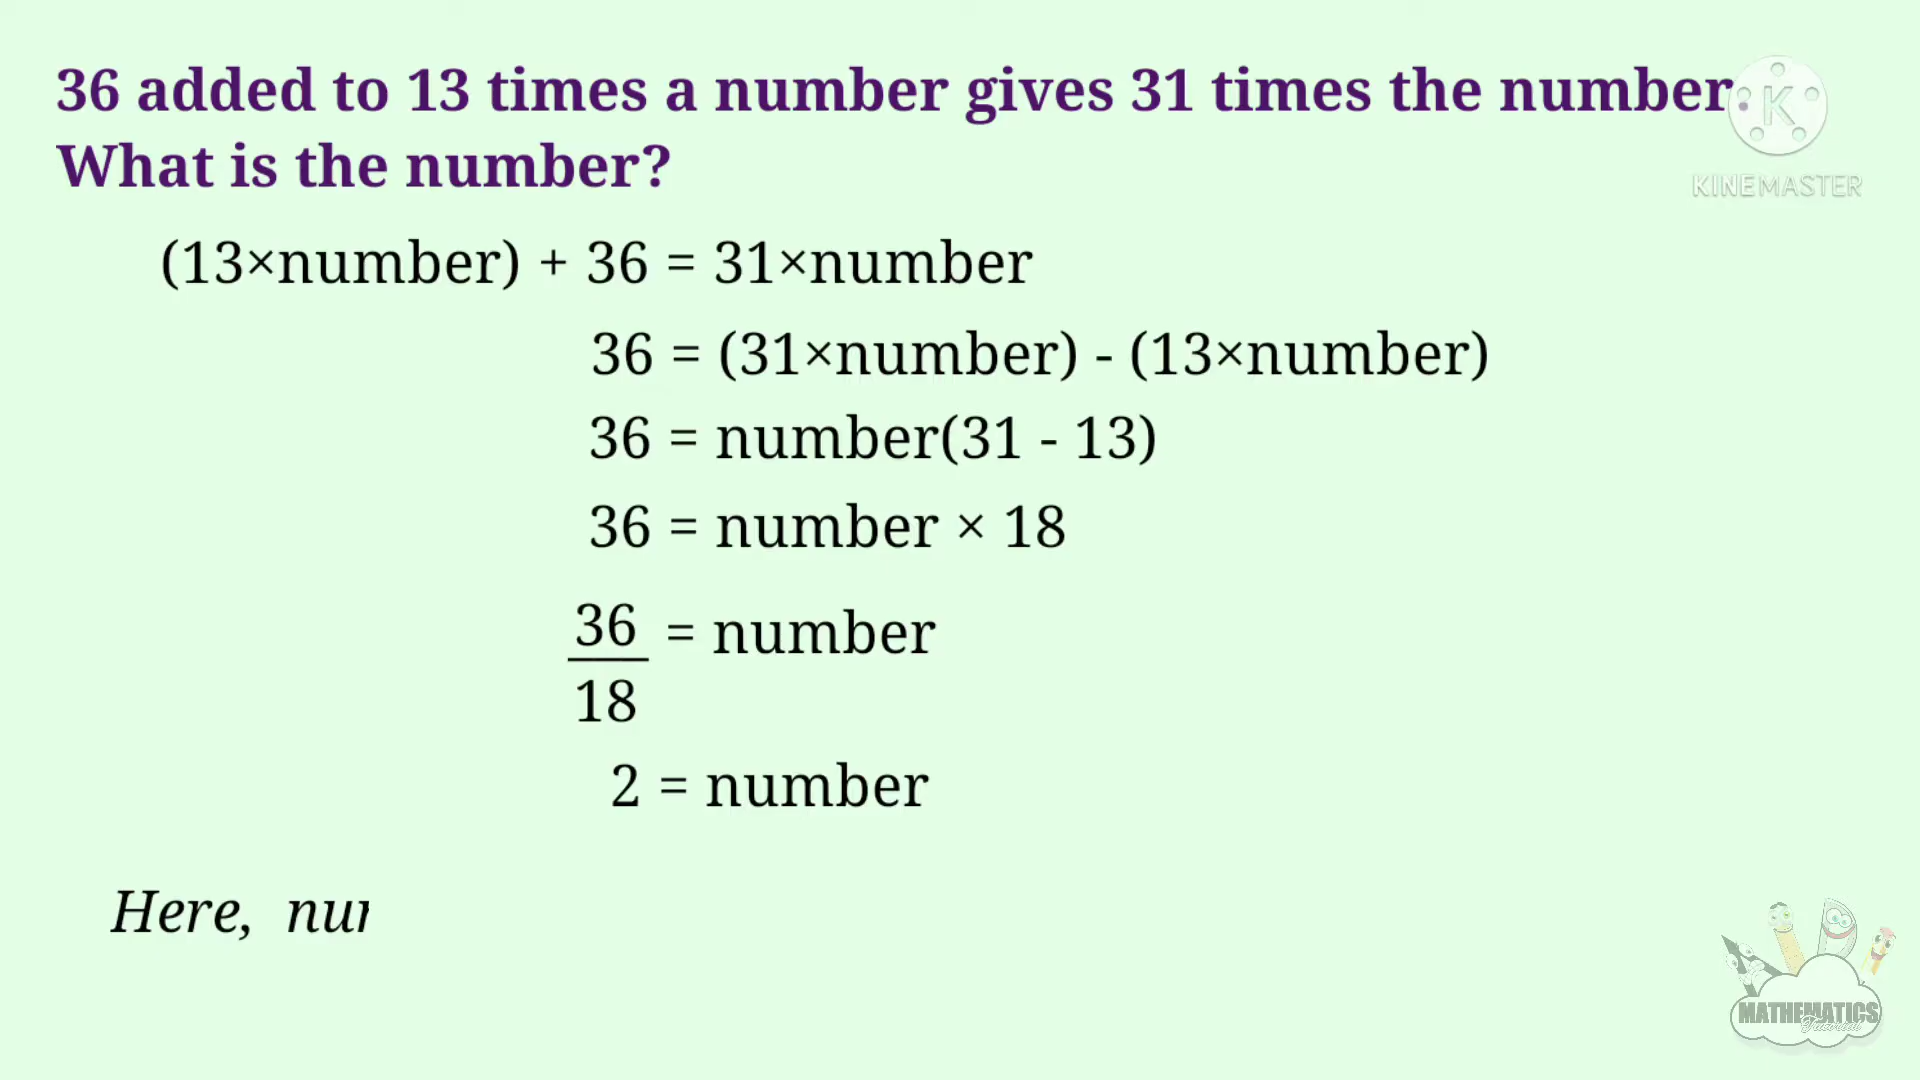 36 added to 13 times a number gives 31 times the number.
What is the number?
K
KINEMASTER
(13×number) + 36 = 31×number
36 = (31×number) - (13×number)
36 = number(31 - 13)
36 = number × 18
36
= number
18
2 = number
Here,
MATHEMATICS
Tutorial